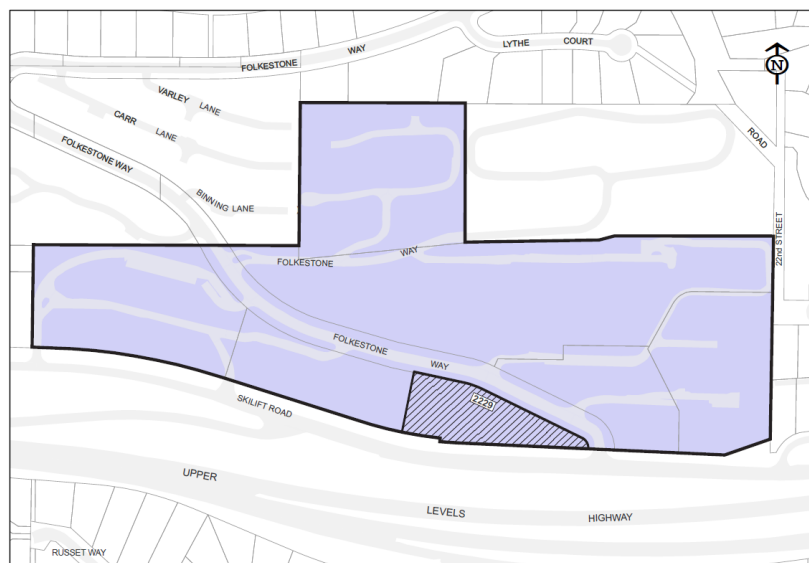 FOLKESTONE WAY
LYTHE COURT
N
VARLEY LANE
CARR LANE
ROAD
FOLKESTONE WAY
BINNING LANE
22nd STREET
FOLKESTONE WAY
FOLKESTONE WAY
2229
SKILIFT ROAD
UPPER LEVELS HIGHWAY
RUSSET WAY